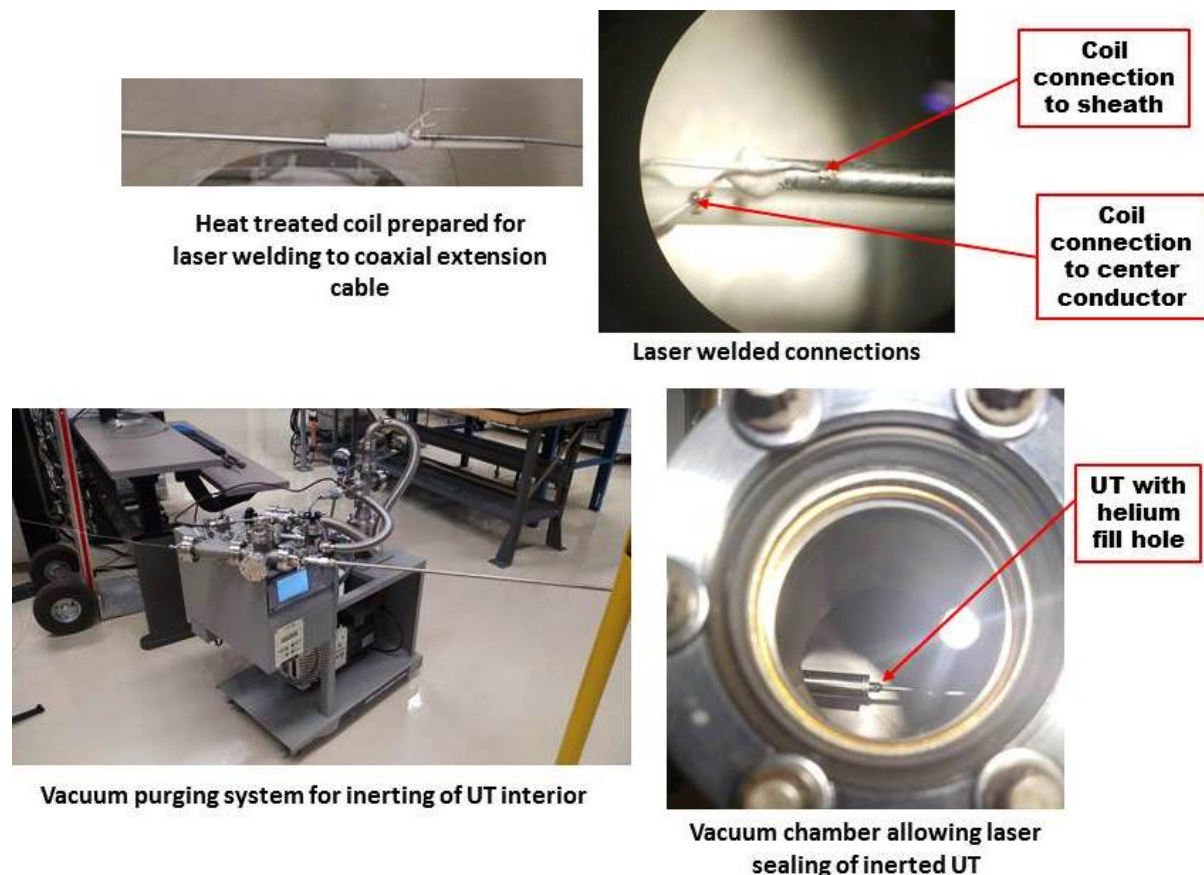 Heat treated coil prepared for
laser welding to coaxial extension
cable
Coil
connection
to sheath
Coil
connection
to center
conductor
Laser welded connections
Vacuum purging system for inerting of UT interior
UT with
helium
fill hole
Vacuum chamber allowing laser
sealing of inerted UT